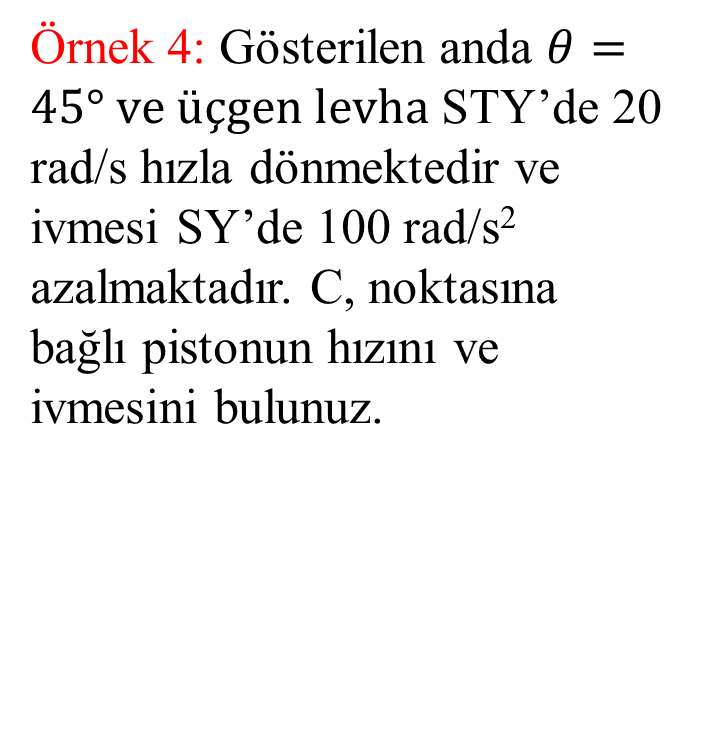 Örnek 4: Gösterilen anda 𝜃 =
45° ve üçgen levha STY’de 20
rad/s hızla dönmektedir ve
ivmesi SY’de 100 rad/s²
azalmaktadır. C, noktasına
bağlı pistonun hızını ve
ivmesini bulunuz.